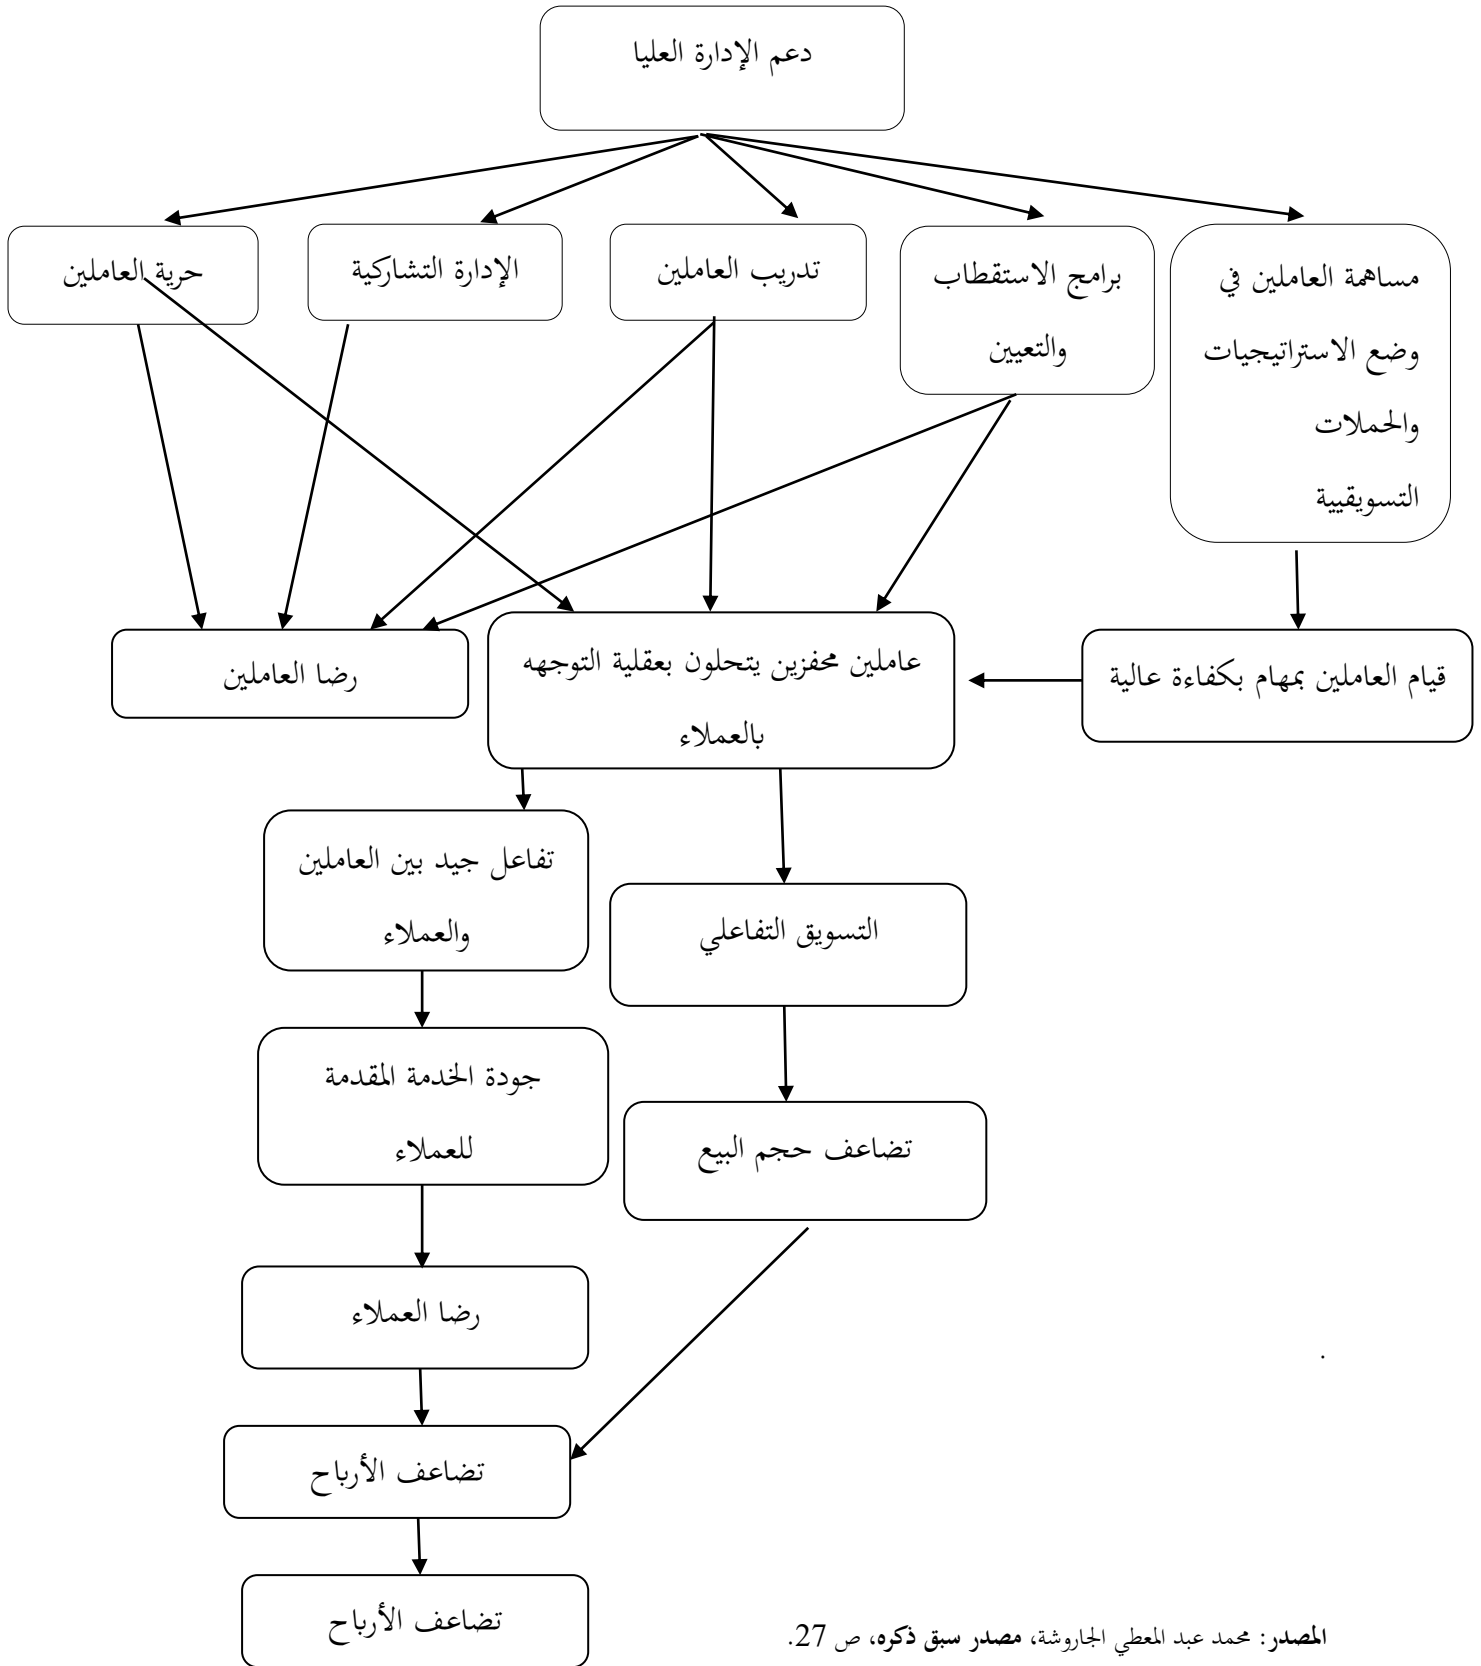 دعم الإدارة العليا
مساهمة العاملين في
وضع الاستراتيجيات
والحملات
التسويقيية
برامج الاستقطاب
والتعيين
تدريب العاملين
الإدارة التشاركية
حرية العاملين
قيام العاملين بمهام بكفاءة عالية
عاملين محفزين يتحلون بعقلية التوجهه
بالعملاء
رضا العاملين
تفاعل جيد بين العاملين
والعملاء
التسويق التفاعلي
جودة الخدمة المقدمة
للعملاء
تضاعف حجم البيع
رضا العملاء
.
تضاعف الأرباح
تضاعف الأرباح
المصدر: محمد عبد المعطي الجاروشة، مصدر سبق ذكره، ص 27.